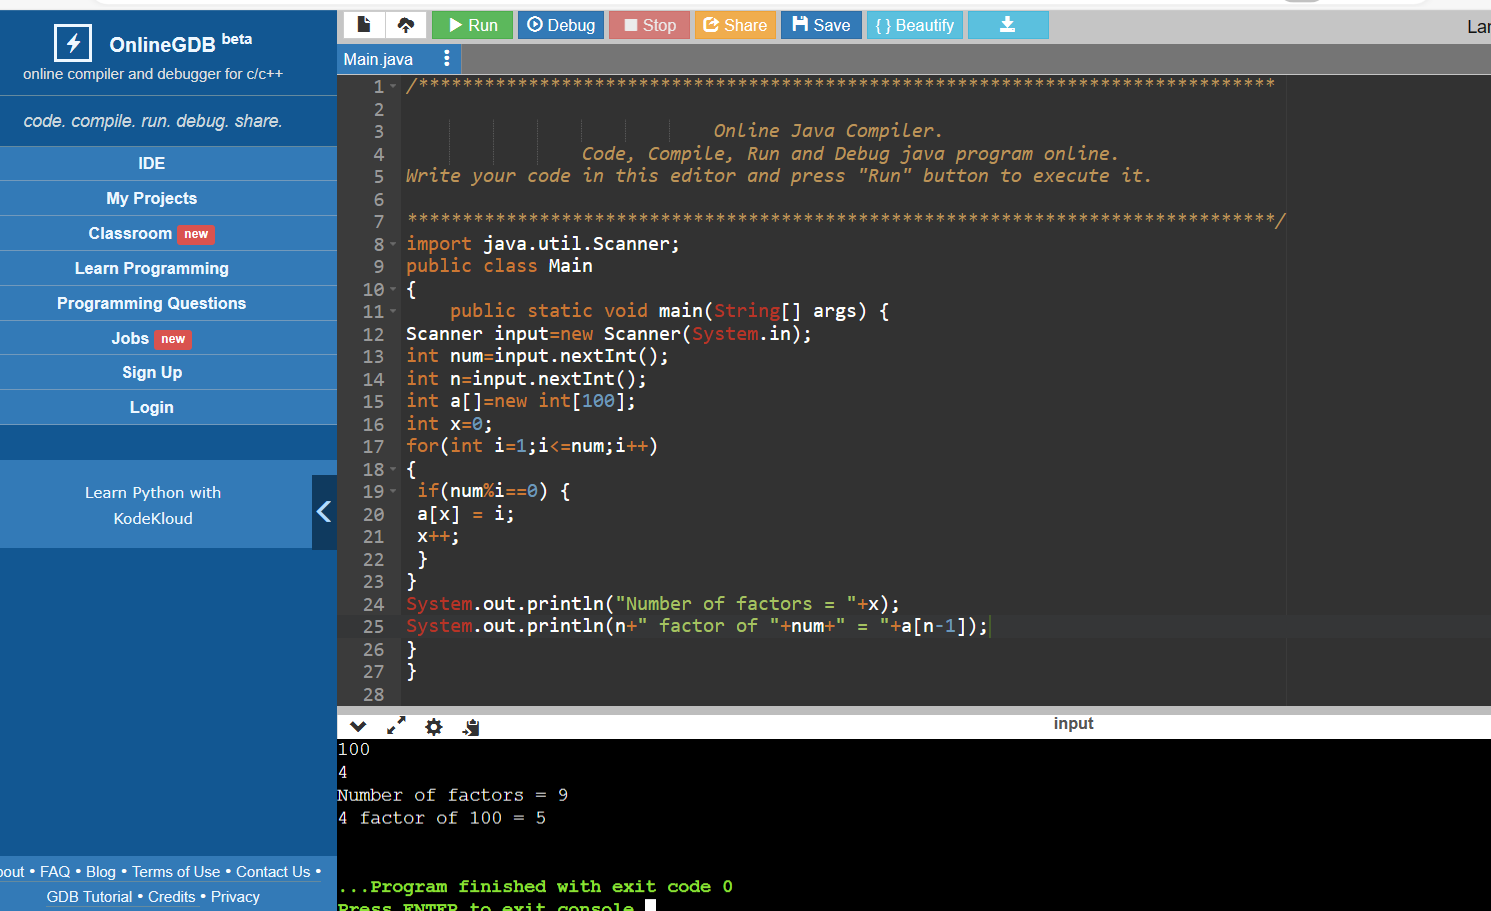 OnlineGDB beta
online compiler and debugger for c/c++
code. compile. run. debug. share.
IDE
My Projects
Classroom new
Learn Programming
Programming Questions
Jobs new
Sign Up
Login
Learn Python with
KodeKloud
• FAQ • Blog • Terms of Use • Contact Us •
GDB Tutorial • Credits • Privacy
Run Debug Stop Share Save { } Beautify
Main.java
1 /******************************************************************************
2
3 Online Java Compiler.
4 Code, Compile, Run and Debug java program online.
5 Write your code in this editor and press "Run" button to execute it.
6
7 *******************************************************************************/
8 import java.util.Scanner;
9 public class Main
10 {
11 public static void main(String[] args) {
12 Scanner input=new Scanner(System.in);
13 int num=input.nextInt();
14 int n=input.nextInt();
15 int a[]=new int[100];
16 int x=0;
17 for(int i=1;i<=num;i++)
18 {
19 if(num%i==0) {
20 a[x] = i;
21 x++;
22 }
23 }
24 System.out.println("Number of factors = "+x);
25 System.out.println(n+" factor of "+num+" = "+a[n-1]);
26 }
27 }
28
input
100
4
Number of factors = 9
4 factor of 100 = 5
...Program finished with exit code 0
Press ENTER to exit console.